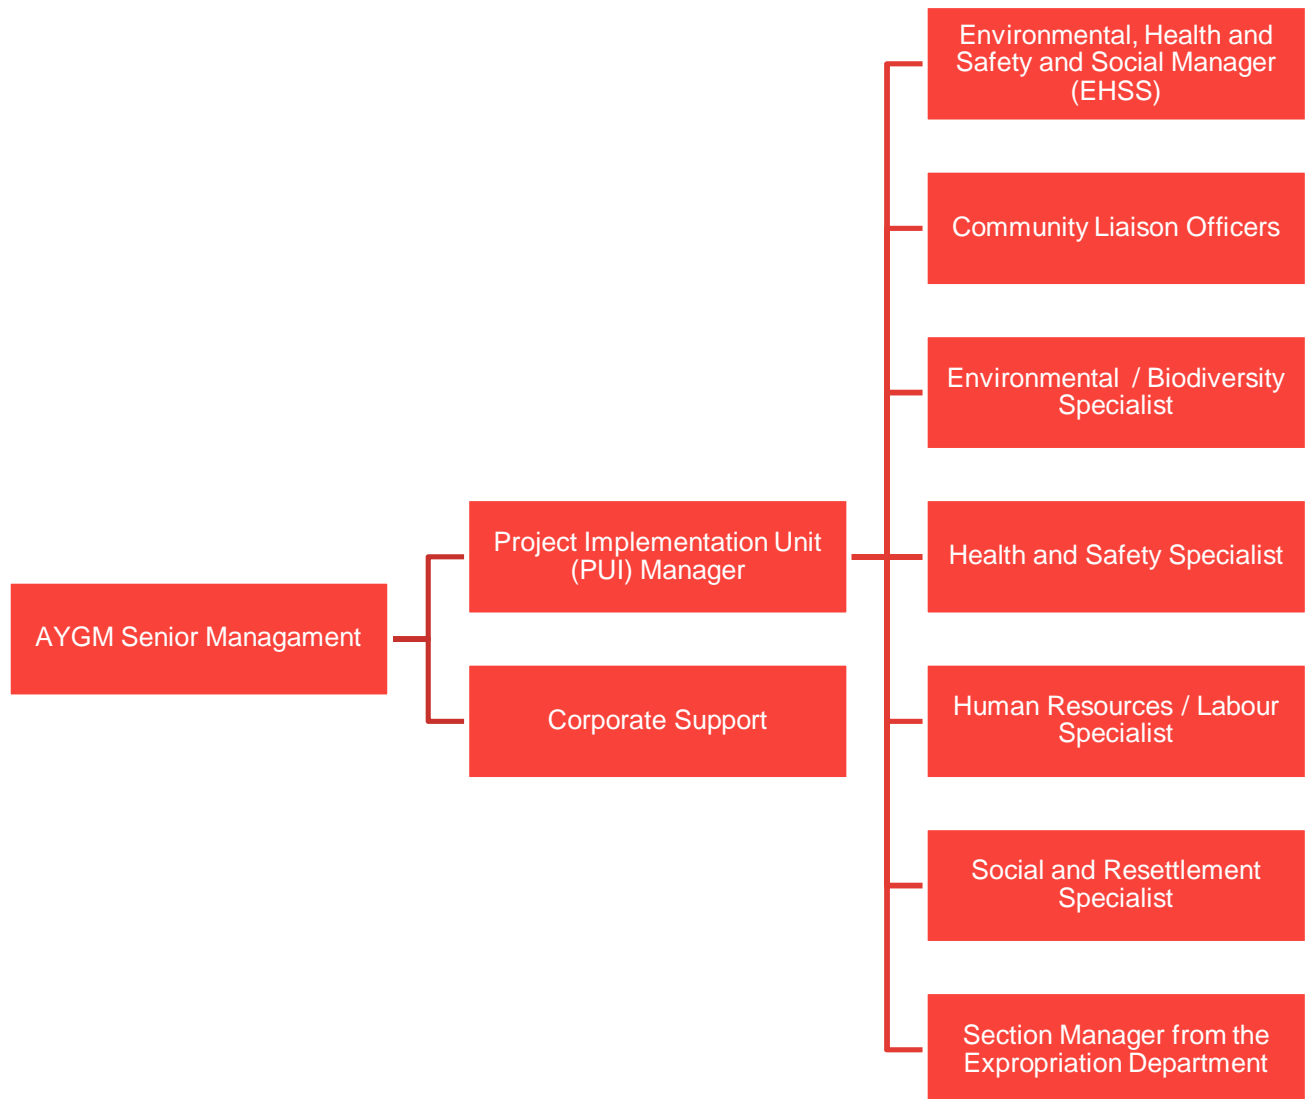 AYGM Senior Managament
Project Implementation Unit
(PUI) Manager
Corporate Support
Environmental, Health and
Safety and Social Manager
(EHSS)
Community Liaison Officers
Environmental / Biodiversity
Specialist
Health and Safety Specialist
Human Resources / Labour
Specialist
Social and Resettlement
Specialist
Section Manager from the
Expropriation Department